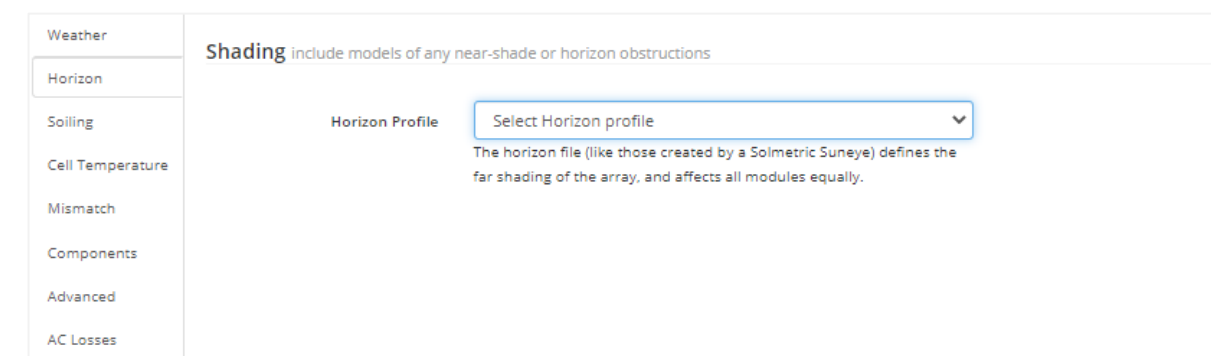 Weather
Shading include models of any near-shade or horizon obstructions
Horizon
Soiling
Horizon Profile Select Horizon profile
The horizon file (like those created by a Solmetric Suneye) defines the
far shading of the array, and affects all modules equally.
Cell Temperature
Mismatch
Components
Advanced
AC Losses